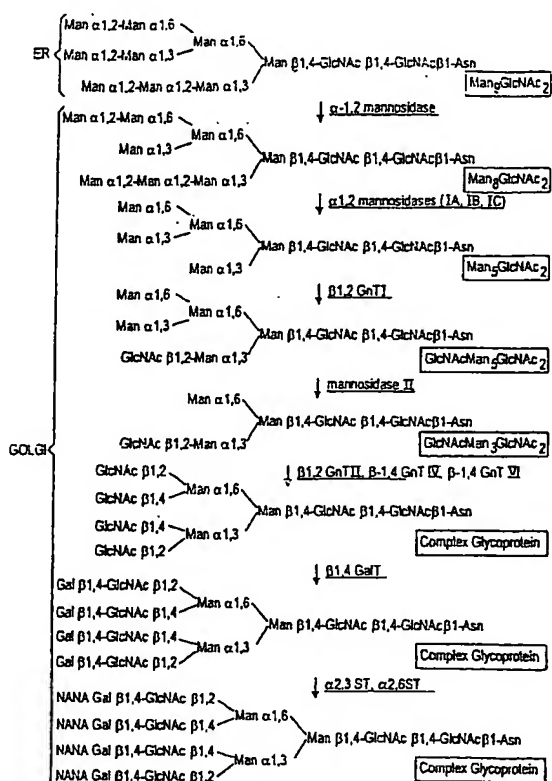 Man α1,2-Man α1,6
Man α1,6
ER
Man α1,2-Man α1,3
Man β1,4-GlcNAc β1,4-GlcNAcβ1-Asn
Man α1,2-Man α1,2-Man α1,3
Man9GlcNAc2
↓ α-1,2 mannosidase
Man α1,2-Man α1,6
Man α1,6
Man α1,3
Man β1,4-GlcNAc β1,4-GlcNAcβ1-Asn
Man α1,2-Man α1,2-Man α1,3
Man8GlcNAc2
↓ α1,2 mannosidases (IA, IB, IC)
Man α1,6
Man α1,6
Man α1,3
Man β1,4-GlcNAc β1,4-GlcNAcβ1-Asn
Man α1,3
Man5GlcNAc2
↓ β1,2 GnTI
Man α1,6
Man α1,6
Man α1,3
Man β1,4-GlcNAc β1,4-GlcNAcβ1-Asn
GlcNAc β1,2-Man α1,3
GlcNAcMan5GlcNAc2
↓ mannosidase II
Man α1,6
Man β1,4-GlcNAc β1,4-GlcNAcβ1-Asn
GlcNAc β1,2-Man α1,3
GlcNAcMan3GlcNAc2
GOLGI
↓ β1,2 GnTII, β-1,4 GnT IV, β-1,4 GnT VI
GlcNAc β1,2
Man α1,6
GlcNAc β1,4
Man β1,4-GlcNAc β1,4-GlcNAcβ1-Asn
GlcNAc β1,4
Man α1,3
GlcNAc β1,2
Complex Glycoprotein
↓ β1,4 GalT
Gal β1,4-GlcNAc β1,2
Man α1,6
Gal β1,4-GlcNAc β1,4
Man β1,4-GlcNAc β1,4-GlcNAcβ1-Asn
Gal β1,4-GlcNAc β1,4
Man α1,3
Gal β1,4-GlcNAc β1,2
Complex Glycoprotein
↓ α2,3 ST, α2,6ST
NANA Gal β1,4-GlcNAc β1,2
Man α1,6
NANA Gal β1,4-GlcNAc β1,4
Man β1,4-GlcNAc β1,4-GlcNAcβ1-Asn
NANA Gal β1,4-GlcNAc β1,4
Man α1,3
NANA Gal β1,4-GlcNAc β1,2
Complex Glycoprotein